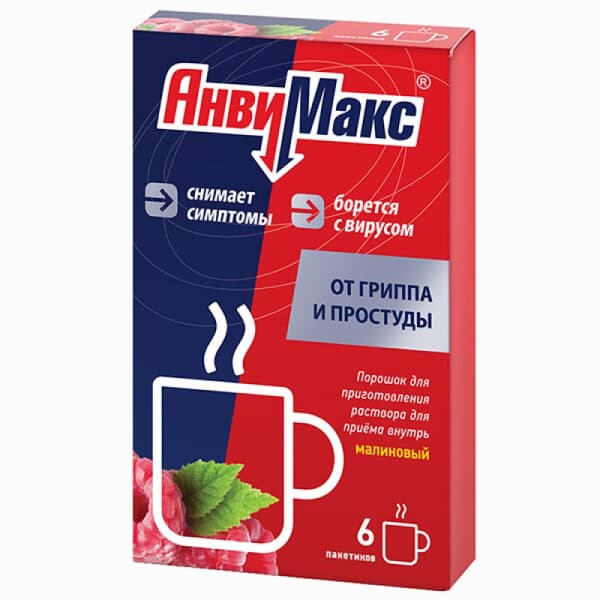 6
пакетиков
АнвиМакс®
снимает
симптомы
борется
с вирусом
ОТ ГРИППА
И ПРОСТУДЫ
Порошок для
приготовления
раствора для
приёма внутрь
малиновый
6
пакетиков